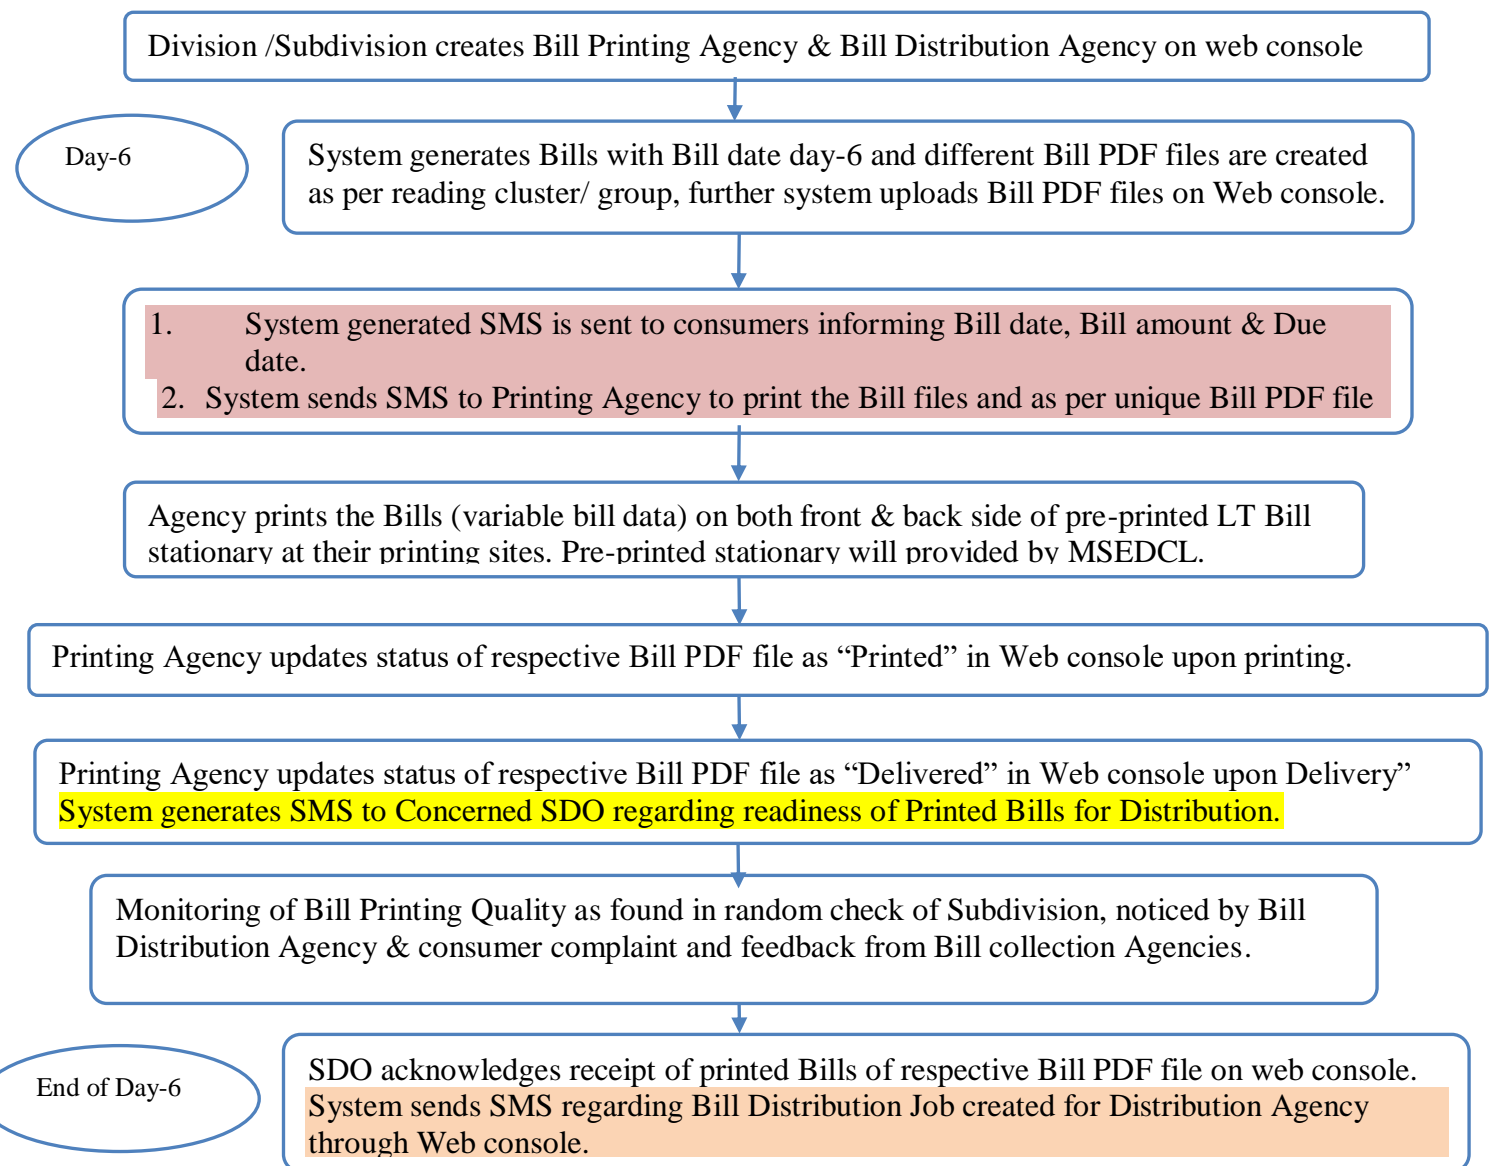 Division /Subdivision creates Bill Printing Agency & Bill Distribution Agency on web console
Day-6
System generates Bills with Bill date day-6 and different Bill PDF files are created
as per reading cluster/ group, further system uploads Bill PDF files on Web console.
1. System generated SMS is sent to consumers informing Bill date, Bill amount & Due
date.
2. System sends SMS to Printing Agency to print the Bill files and as per unique Bill PDF file
Agency prints the Bills (variable bill data) on both front & back side of pre-printed LT Bill
stationary at their printing sites. Pre-printed stationary will provided by MSEDCL.
Printing Agency updates status of respective Bill PDF file as “Printed” in Web console upon printing.
Printing Agency updates status of respective Bill PDF file as “Delivered” in Web console upon Delivery”
System generates SMS to Concerned SDO regarding readiness of Printed Bills for Distribution.
Monitoring of Bill Printing Quality as found in random check of Subdivision, noticed by Bill
Distribution Agency & consumer complaint and feedback from Bill collection Agencies.
End of Day-6
SDO acknowledges receipt of printed Bills of respective Bill PDF file on web console.
System sends SMS regarding Bill Distribution Job created for Distribution Agency
through Web console.